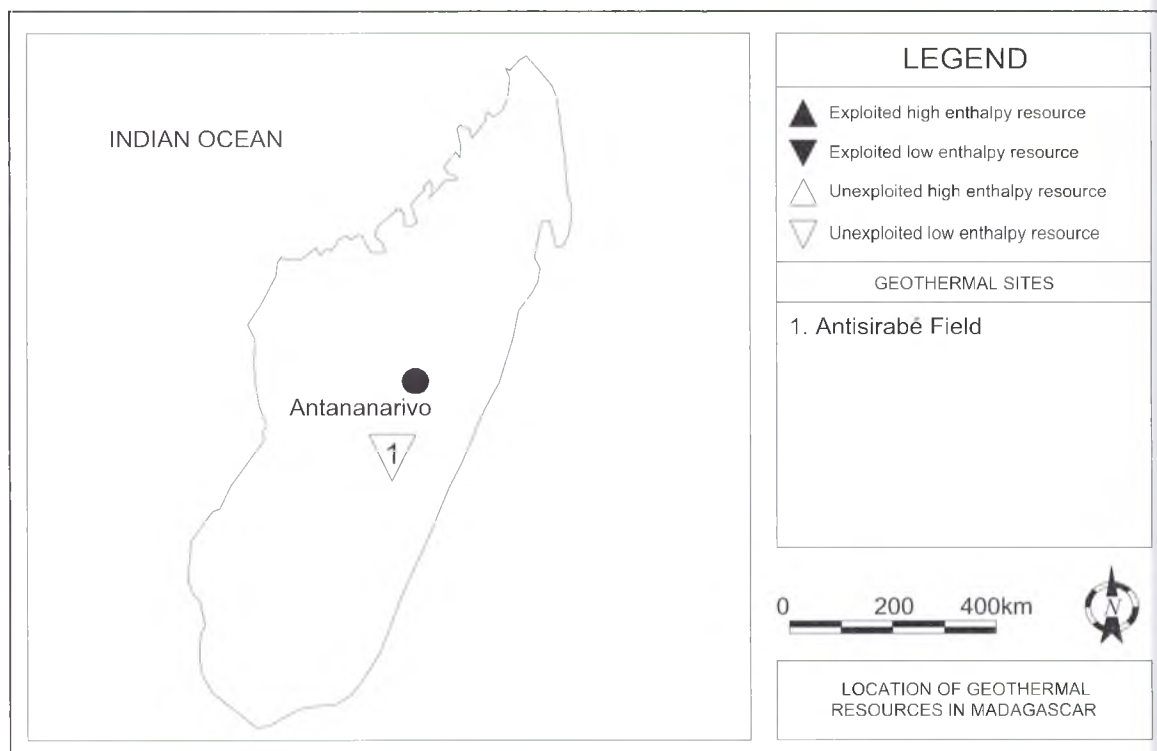 INDIAN OCEAN
Antananarivo
1
LEGEND
Exploited high enthalpy resource
Exploited low enthalpy resource
Unexploited high enthalpy resource
Unexploited low enthalpy resource
GEOTHERMAL SITES
1. Antisirabé Field
0 200 400km
N
LOCATION OF GEOTHERMAL
RESOURCES IN MADAGASCAR